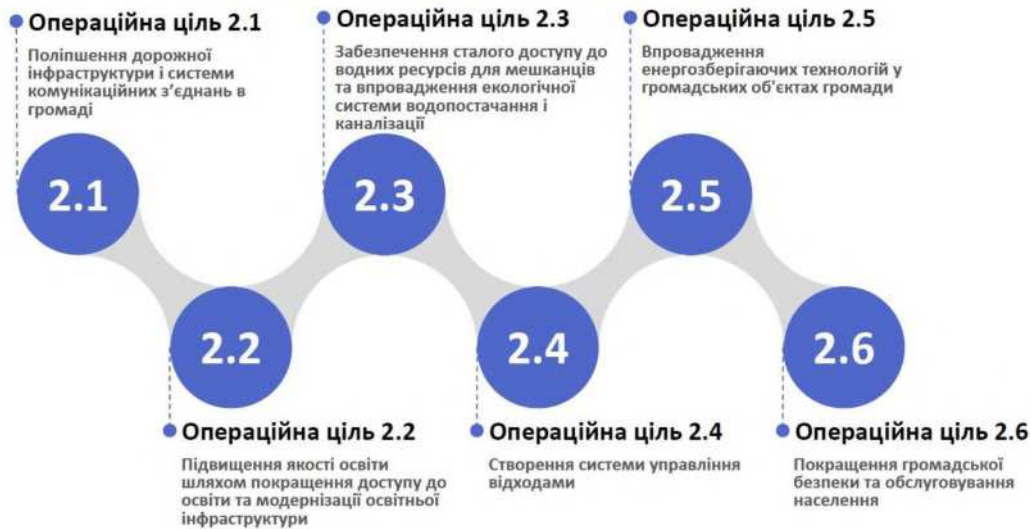 Операційна ціль 2.1
Поліпшення дорожної
інфраструктури і системи
комунікаційних з’єднань в
громаді
Операційна ціль 2.3
Забезпечення сталого доступу до
водних ресурсів для мешканців
та впровадження екологічної
системи водопостачання і
каналізації
Операційна ціль 2.5
Впровадження
енергозберігаючих технологій у
громадських об'єктах громади
2.1
2.3
2.5
2.2
2.4
2.6
Операційна ціль 2.2
Підвищення якості освіти
шляхом покращення доступу до
освіти та модернізації освітньої
інфраструктури
Операційна ціль 2.4
Створення системи управління
відходами
Операційна ціль 2.6
Покращення громадської
безпеки та обслуговування
населення